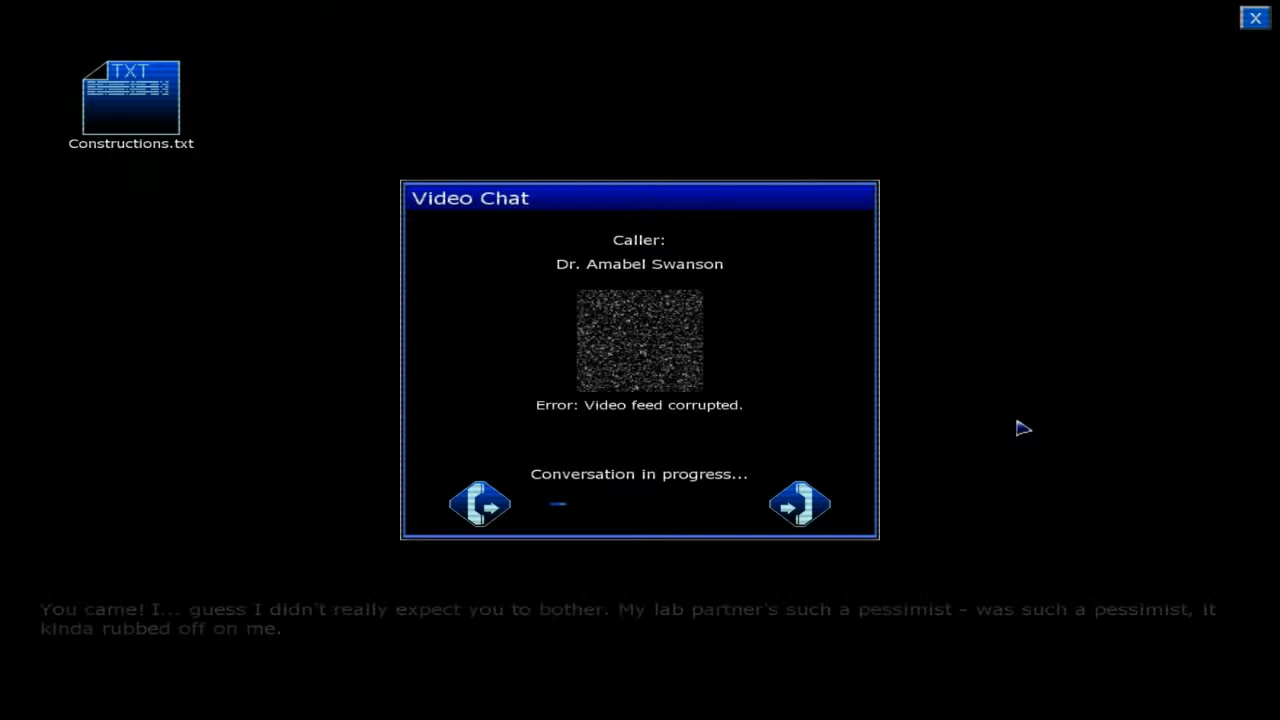 X
TXT
Constructions.txt
Video Chat
Caller:
Dr. Amabel Swanson
Error: Video feed corrupted.
Conversation in progress...
You came! I... guess I didn't really expect you to bother. My lab partner's such a pessimist - was such a pessimist, it
kinda rubbed off on me.